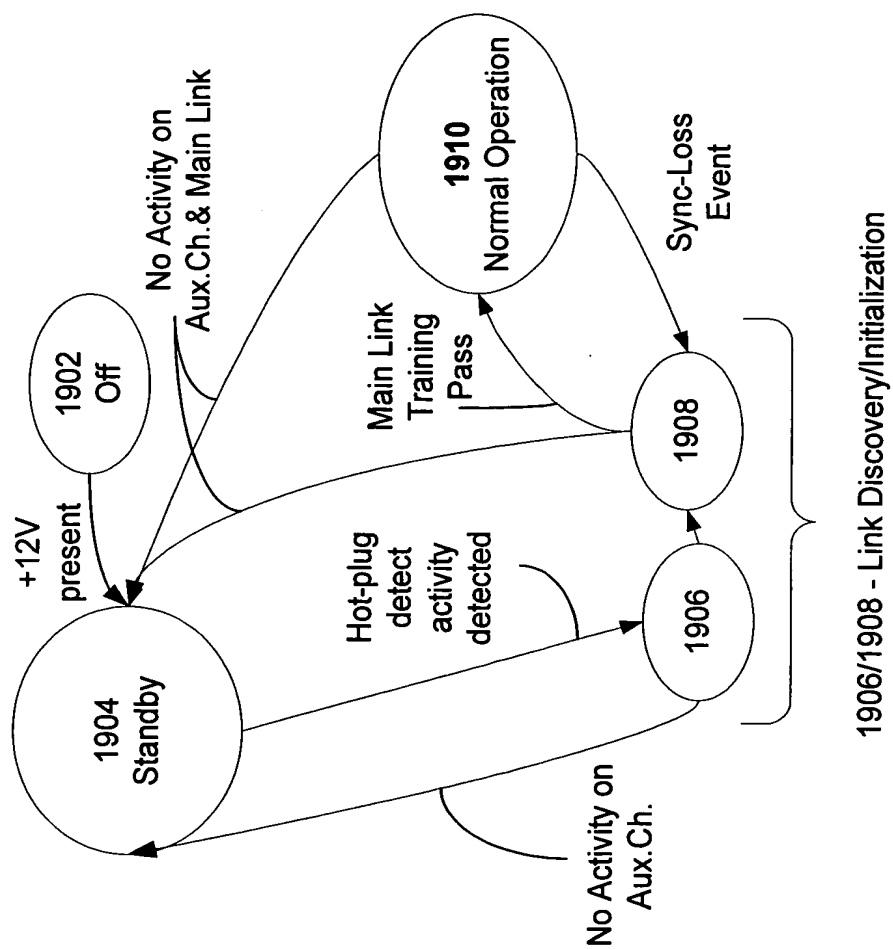 1902
Off
+12V
present
No Activity on
Aux.Ch.& Main Link
1904
Standby
1910
Normal Operation
Main Link
Training
Pass
Hot-plug
detect
activity
detected
Sync-Loss
Event
No Activity on
Aux.Ch.
1906
1908
1906/1908 - Link Discovery/Initialization